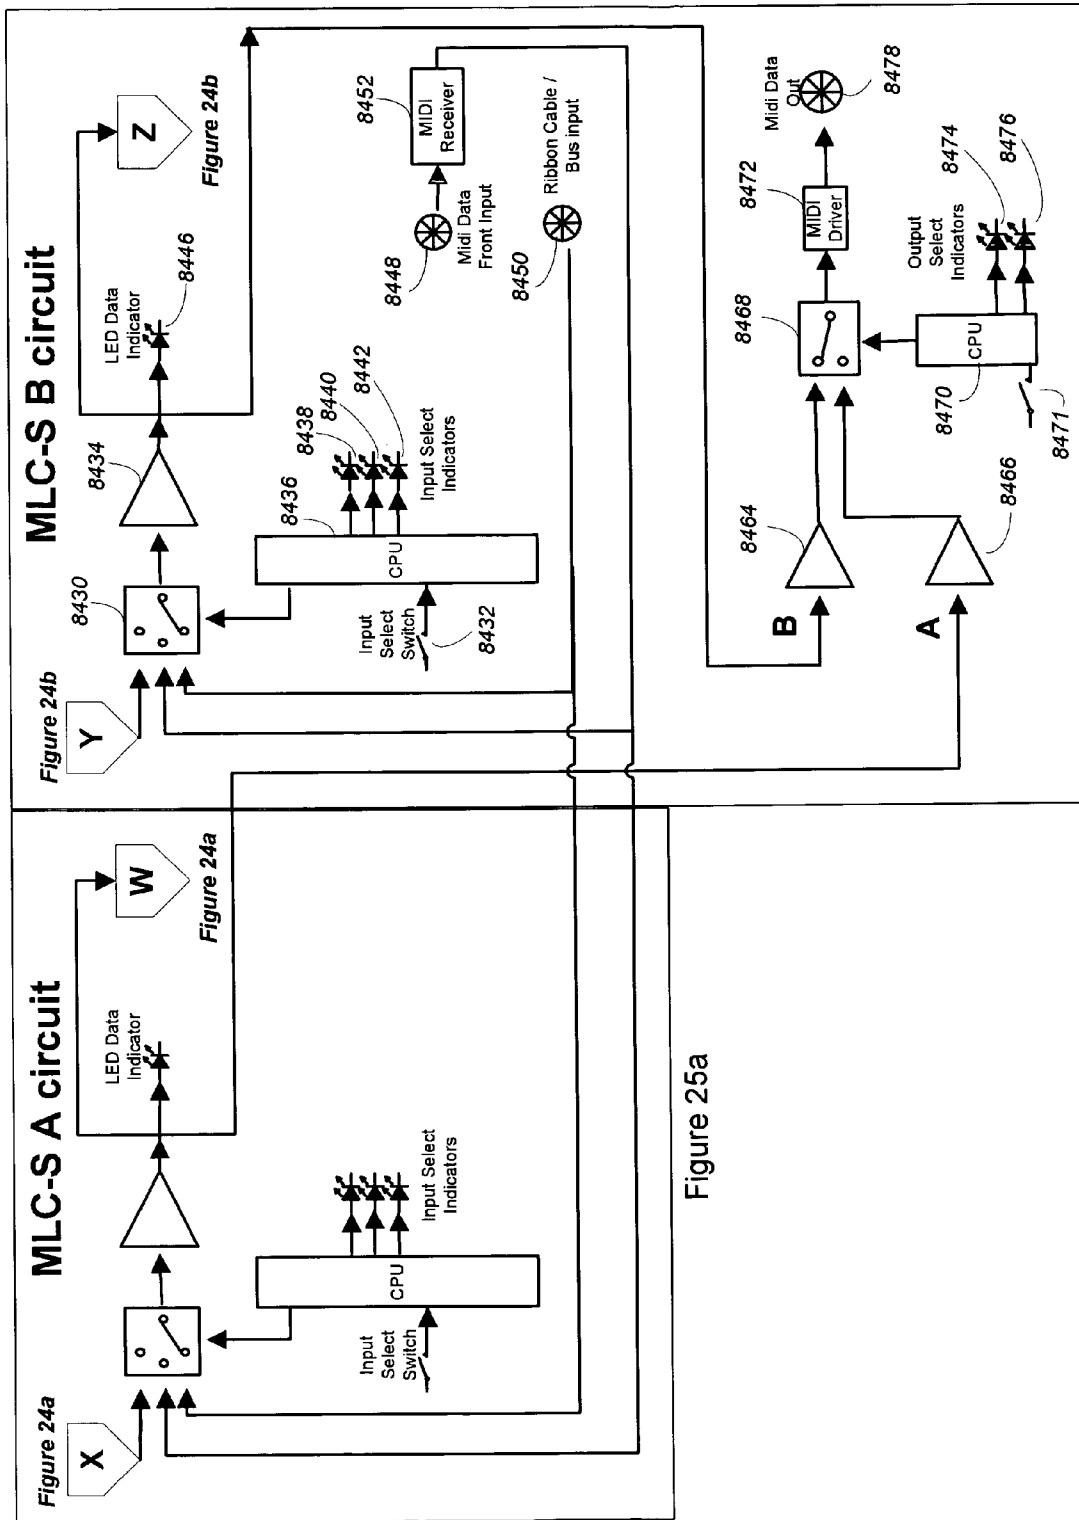 MLC-S A circuit
MLC-S B circuit
Figure 24a
X
LED Data
Indicator
W
Figure 24a
Input
Select
Switch
CPU
Input Select
Indicators
Figure 24b
Y
8430
8434
LED Data
Indicator
8446
Z
Figure 24b
Input
Select
Switch
8432
8436
CPU
8438
8440
8442
Input Select
Indicators
8448
Midi Data
Front Input
8452
MIDI
Receiver
8450
Ribbon Cable /
Bus input
B
8464
A
8466
8468
8470
CPU
8471
8472
MIDI
Driver
Output
Select
Indicators
8474
8476
Midi Data
Out
8478
Figure 25a